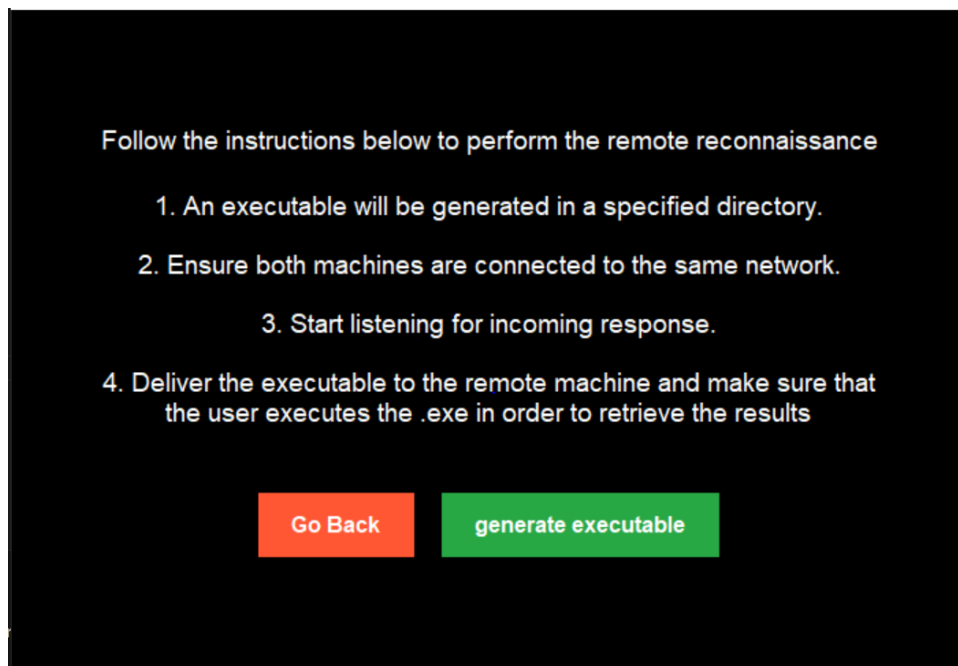 Follow the instructions below to perform the remote reconnaissance
1. An executable will be generated in a specified directory.
2. Ensure both machines are connected to the same network.
3. Start listening for incoming response.
4. Deliver the executable to the remote machine and make sure that
the user executes the .exe in order to retrieve the results
Go Back
generate executable